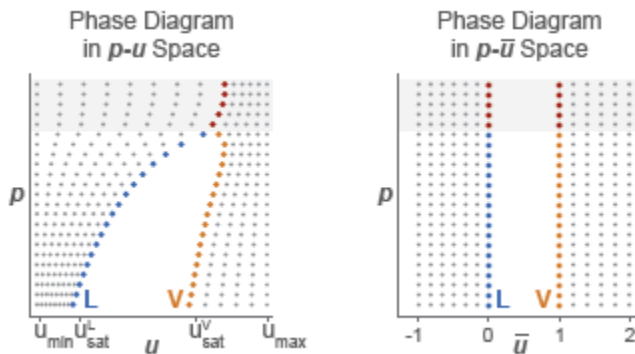 Phase Diagram
in p-u Space
p
L
V
u_min
u^L_sat
u
u^V_sat
u_max
Phase Diagram
in p-ū Space
p
L
V
-1
0
ū
1
2